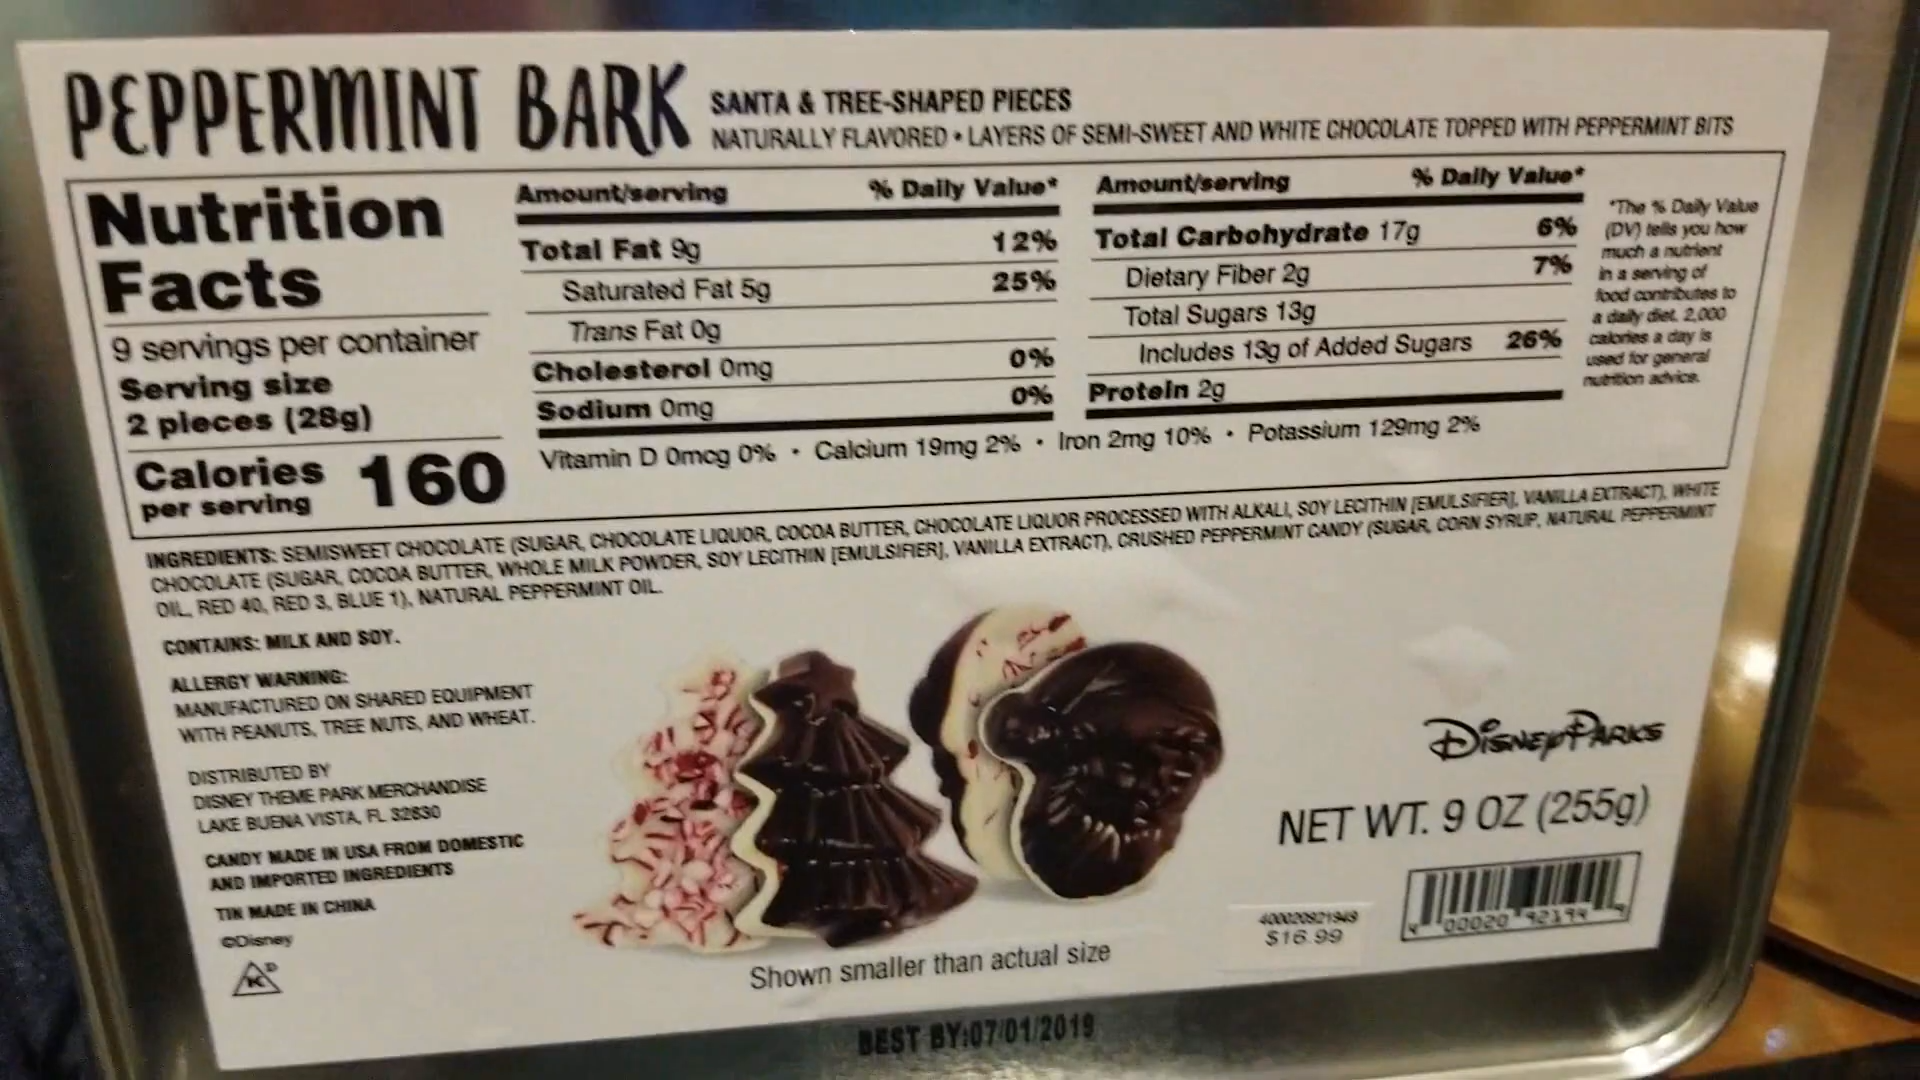 PEPPERMINT BARK
SANTA & TREE-SHAPED PIECES
NATURALLY FLAVORED • LAYERS OF SEMI-SWEET AND WHITE CHOCOLATE TOPPED WITH PEPPERMINT BITS
Nutrition
Facts
9 servings per container
Serving size
2 pieces (28g)
Calories
per serving
160
Amount/serving % Daily Value*
Total Fat 9g 12%
Saturated Fat 5g 25%
Trans Fat 0g
Cholesterol 0mg 0%
Sodium 0mg 0%
Amount/serving % Daily Value*
Total Carbohydrate 17g 6%
Dietary Fiber 2g 7%
Total Sugars 13g
Includes 13g of Added Sugars 26%
Protein 2g
Vitamin D 0mcg 0% • Calcium 19mg 2% • Iron 2mg 10% • Potassium 129mg 2%
*The % Daily Value
(DV) tells you how
much a nutrient
in a serving of
food contributes to
a daily diet. 2,000
calories a day is
used for general
nutrition advice.
INGREDIENTS: SEMISWEET CHOCOLATE (SUGAR, CHOCOLATE LIQUOR, COCOA BUTTER, CHOCOLATE LIQUOR PROCESSED WITH ALKALI, SOY LECITHIN [EMULSIFIER], VANILLA EXTRACT), WHITE
CHOCOLATE (SUGAR, COCOA BUTTER, WHOLE MILK POWDER, SOY LECITHIN [EMULSIFIER], VANILLA EXTRACT), CRUSHED PEPPERMINT CANDY (SUGAR, CORN SYRUP, NATURAL PEPPERMINT
OIL, RED 40, RED 3, BLUE 1), NATURAL PEPPERMINT OIL.
CONTAINS: MILK AND SOY.
ALLERGY WARNING:
MANUFACTURED ON SHARED EQUIPMENT
WITH PEANUTS, TREE NUTS, AND WHEAT.
DISTRIBUTED BY
DISNEY THEME PARK MERCHANDISE
LAKE BUENA VISTA, FL 32830
CANDY MADE IN USA FROM DOMESTIC
AND IMPORTED INGREDIENTS
TIN MADE IN CHINA
©Disney
K D
Shown smaller than actual size
Disney Parks
NET WT. 9 OZ (255g)
400020921949
$16.99
4 00020 92194 9
BEST BY:07/01/2019